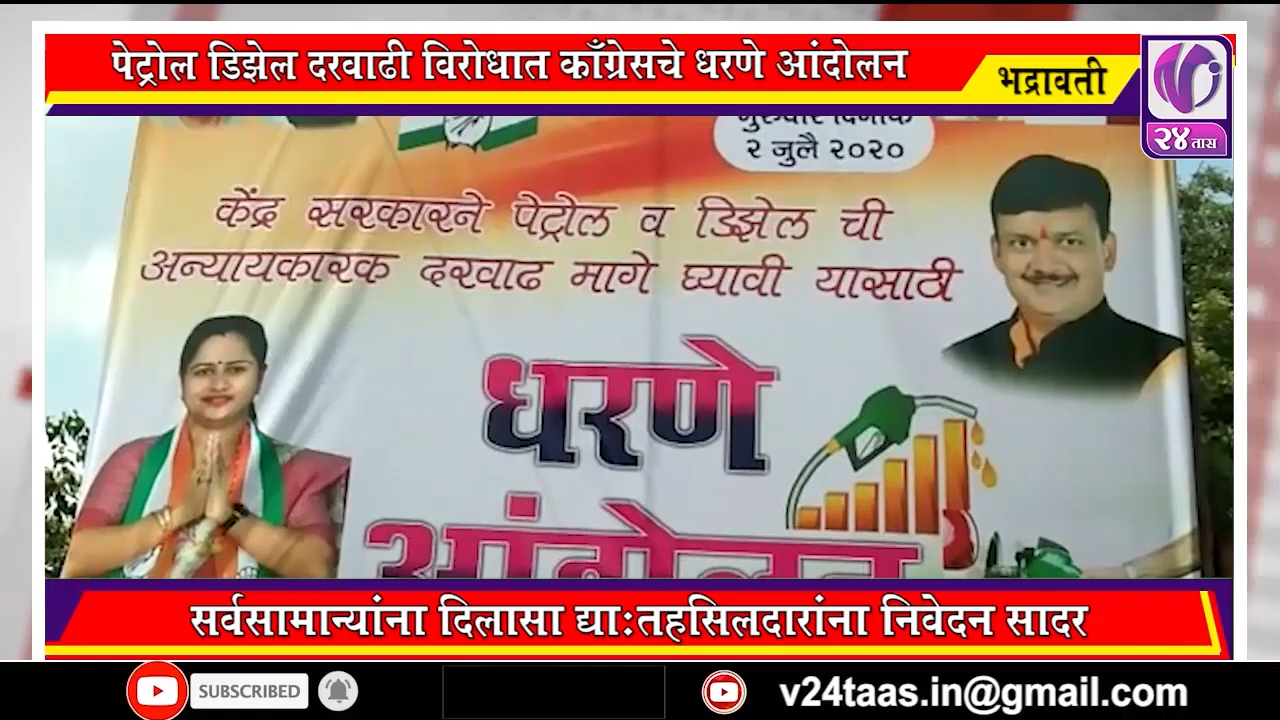 पेट्रोल डिझेल दरवाढी विरोधात काँग्रेसचे धरणे आंदोलन
भद्रावती
२४ तास
गुरुवार दिनांक
२ जुलै २०२०
केंद्र सरकारने पेट्रोल व डिझेल ची
अन्यायकारक दरवाढ मागे घ्यावी यासाठी
धरणे
आंदोलन
सर्वसामान्यांना दिलासा द्याःतहसिलदारांना निवेदन सादर
SUBSCRIBED
v24taas.in@gmail.com